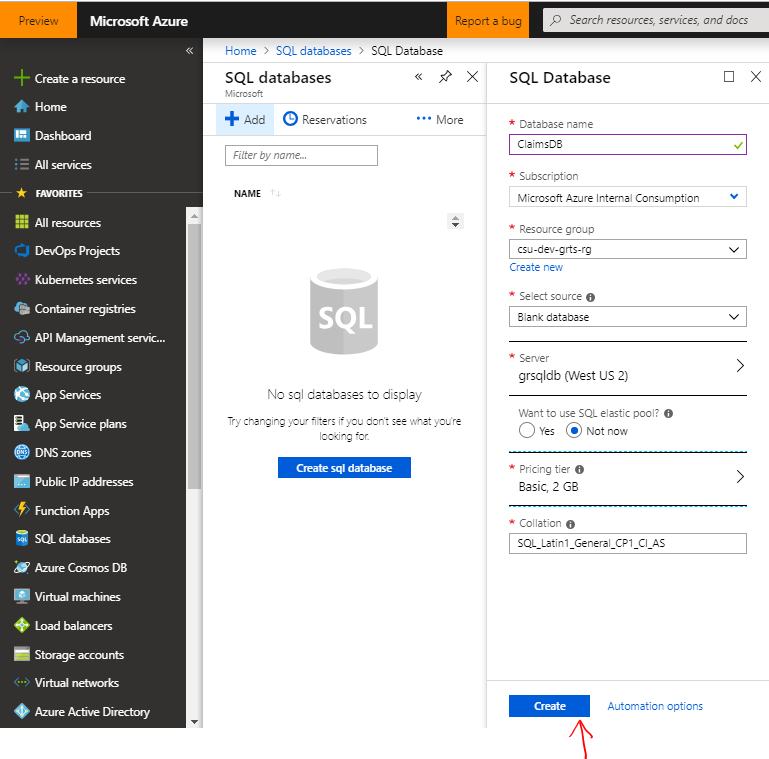 Preview
Microsoft Azure
Report a bug
Search resources, services, and docs
Create a resource
Home
Dashboard
All services
FAVORITES
All resources
DevOps Projects
Kubernetes services
Container registries
API Management servic...
Resource groups
App Services
App Service plans
DNS zones
Public IP addresses
Function Apps
SQL databases
Azure Cosmos DB
Virtual machines
Load balancers
Storage accounts
Virtual networks
Azure Active Directory
Home > SQL databases > SQL Database
SQL databases
Microsoft
Add Reservations ··· More
Filter by name...
NAME
SQL
No sql databases to display
Try changing your filters if you don't see what you're
looking for.
Create sql database
SQL Database
* Database name
ClaimsDB
* Subscription
Microsoft Azure Internal Consumption
* Resource group
csu-dev-grts-rg
Create new
* Select source
Blank database
* Server
grsqldb (West US 2)
Want to use SQL elastic pool?
Yes Not now
* Pricing tier
Basic, 2 GB
* Collation
SQL_Latin1_General_CP1_CI_AS
Create Automation options